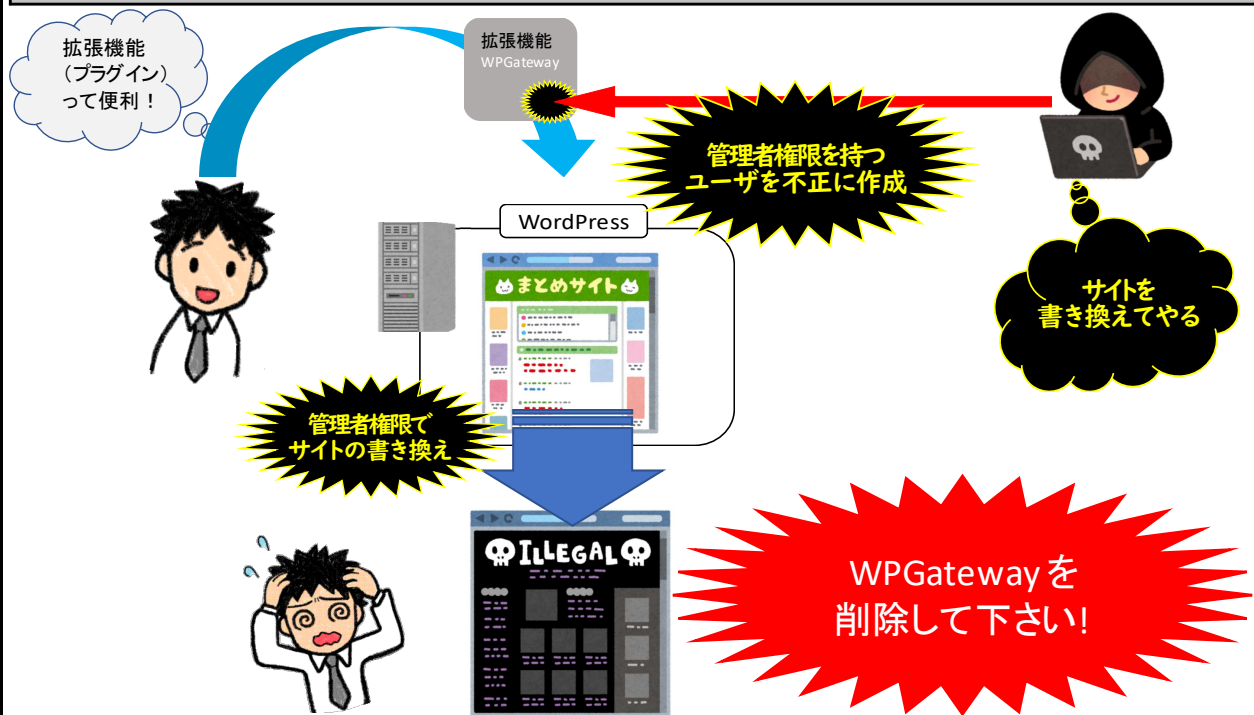 拡張機能
（プラグイン）
って便利！
拡張機能
WPGateway
管理者権限を持つ
ユーザを不正に作成
WordPress
まとめサイト
サイトを
書き換えてやる
管理者権限で
サイトの書き換え
ILLEGAL
WPGatewayを
削除して下さい!